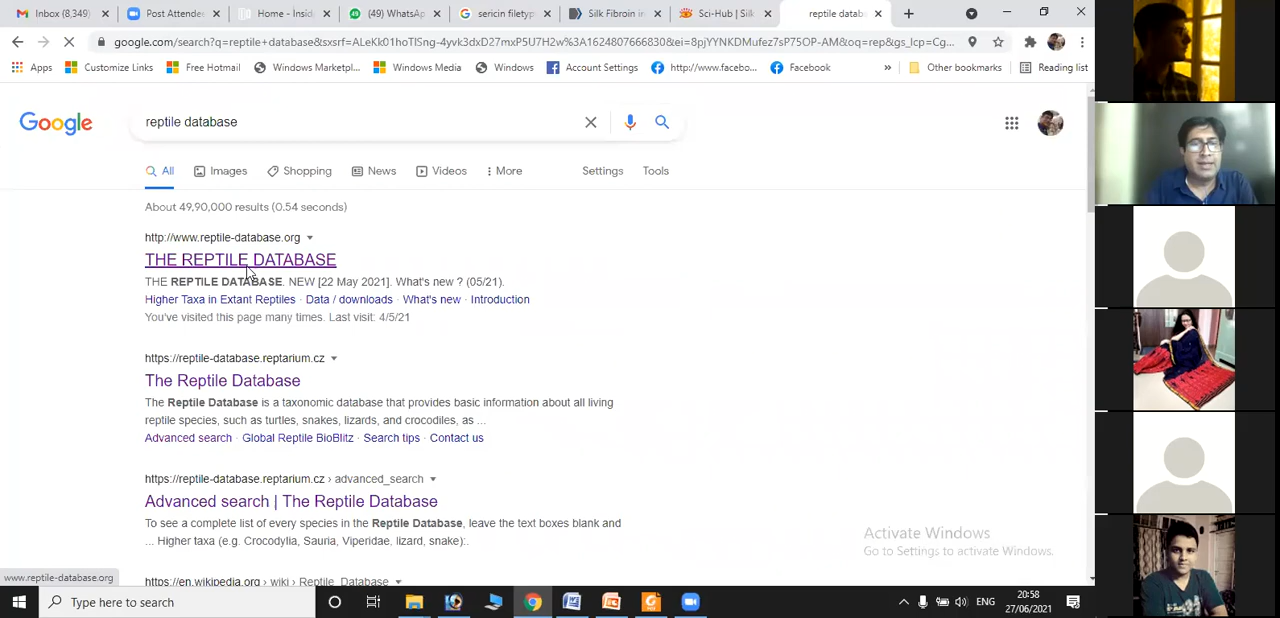 Inbox (8,349)
Post Attende
Home - Insid
(49) WhatsAp
sericin filetyp
Silk Fibroin in
Sci-Hub | Silk
reptile datab
google.com/search?q=reptile+database&sxsrf=ALeKk01hoTlSng-4yvk3dxD27mxP5U7H2w%3A1624807666830&ei=8pjYYNKDMufez7sP75OP-AM&oq=rep&gs_lcp=Cg...
Apps
Customize Links
Free Hotmail
Windows Marketpl...
Windows Media
Windows
Account Settings
http://www.facebo...
Facebook
»
Other bookmarks
Reading list
Google
reptile database
All
Images
Shopping
News
Videos
More
Settings
Tools
About 49,90,000 results (0.54 seconds)
http://www.reptile-database.org
THE REPTILE DATABASE
THE REPTILE DATABASE. NEW [22 May 2021]. What's new ? (05/21).
Higher Taxa in Extant Reptiles · Data / downloads · What's new · Introduction
You've visited this page many times. Last visit: 4/5/21
https://reptile-database.reptarium.cz
The Reptile Database
The Reptile Database is a taxonomic database that provides basic information about all living
reptile species, such as turtles, snakes, lizards, and crocodiles, as ...
Advanced search · Global Reptile BioBlitz · Search tips · Contact us
https://reptile-database.reptarium.cz › advanced_search
Advanced search | The Reptile Database
To see a complete list of every species in the Reptile Database, leave the text boxes blank and
... Higher taxa (e.g. Crocodylia, Sauria, Viperidae, lizard, snake):.
https://en.wikipedia.org › wiki › Reptile_Database
Activate Windows
Go to Settings to activate Windows.
www.reptile-database.org
Type here to search
ENG
20:58
27/06/2021